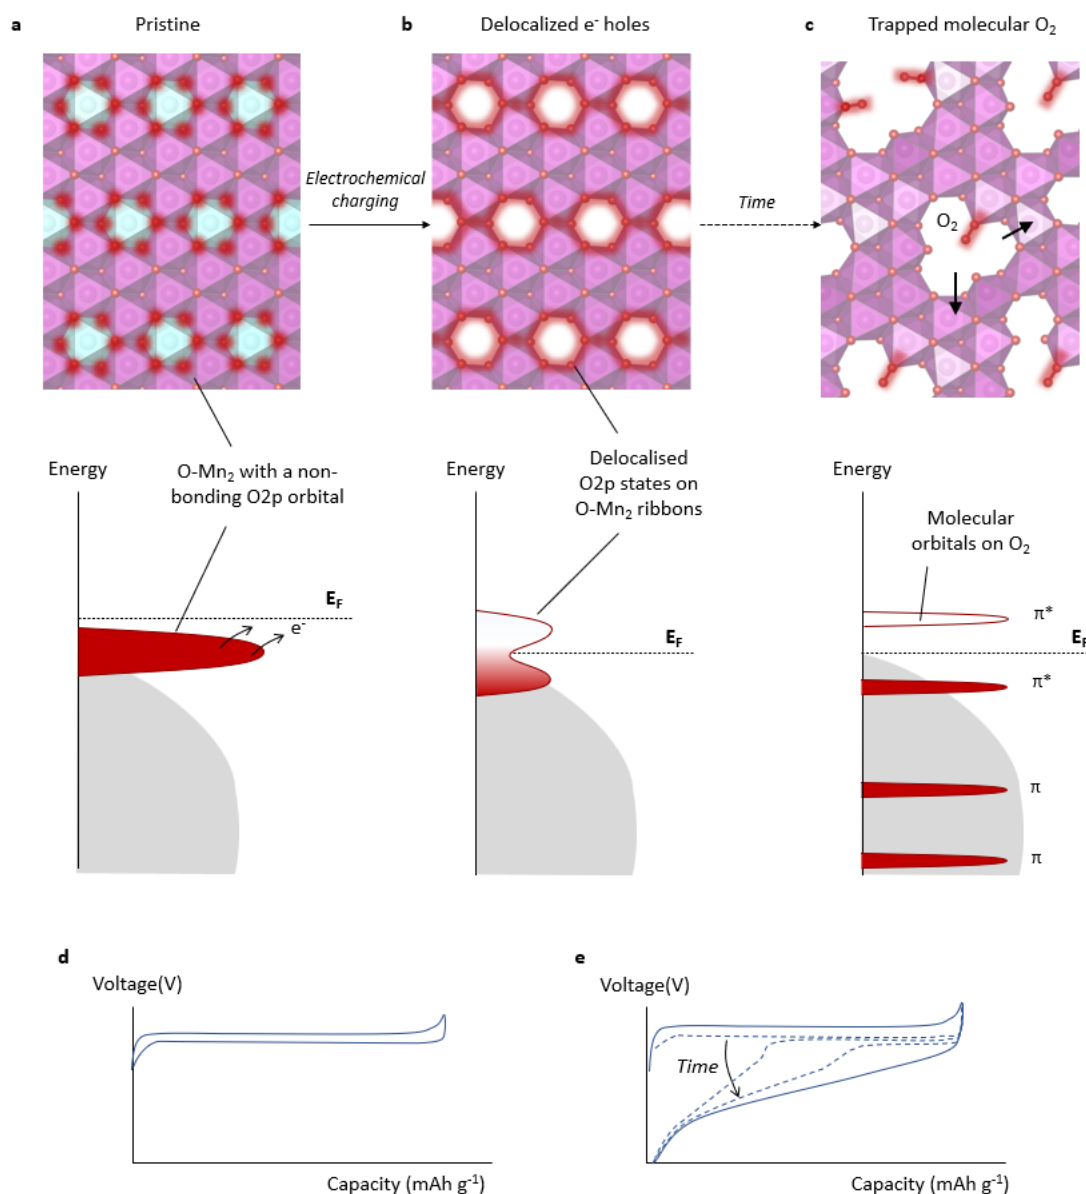 a
Pristine
b
Delocalized e⁻ holes
c
Trapped molecular O₂
Electrochemical
charging
Time
O₂
Energy
O-Mn₂ with a non-
bonding O2p orbital
E_F
e⁻
Energy
Delocalised
O2p states on
O-Mn₂ ribbons
E_F
Energy
Molecular
orbitals on O₂
π*
E_F
π*
π
π
d
Voltage(V)
Capacity (mAh g⁻¹)
e
Voltage(V)
Time
Capacity (mAh g⁻¹)